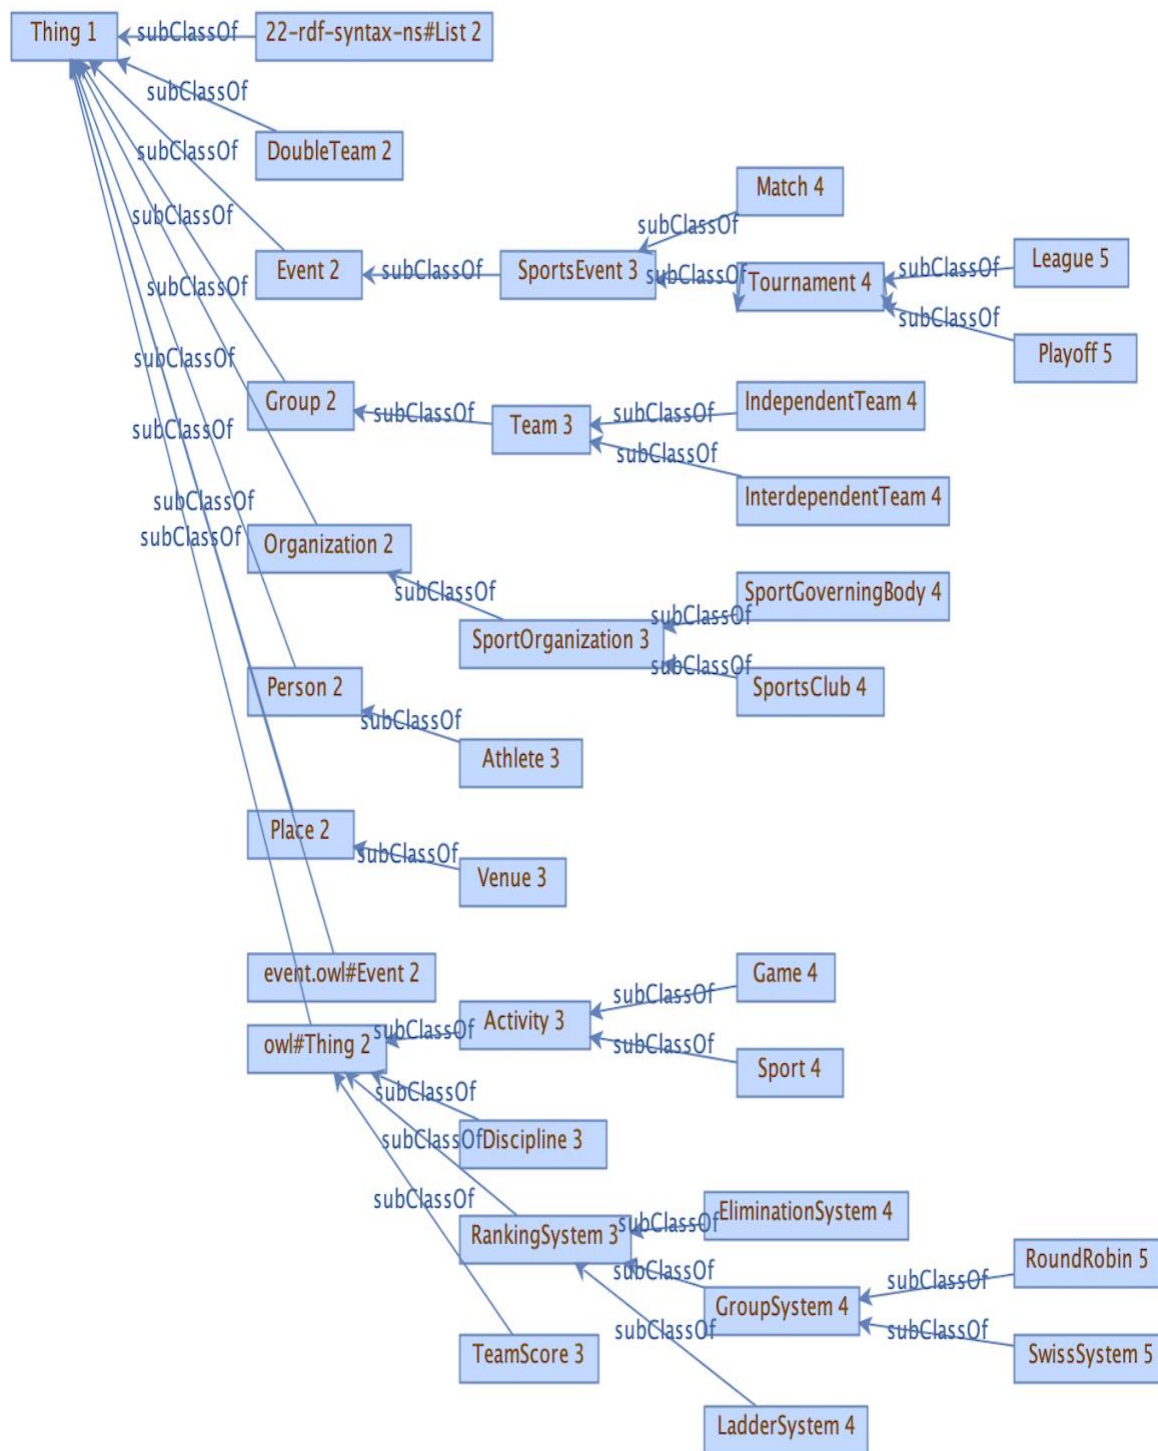 Thing 1
subClassOf
22-rdf-syntax-ns#List 2
subClassOf
DoubleTeam 2
subClassOf
Match 4
subClassOf
subClassOf
Event 2
subClassOf
SportsEvent 3
subClassOf
Tournament 4
subClassOf
League 5
subClassOf
subClassOf
Playoff 5
subClassOf
Group 2
subClassOf
Team 3
subClassOf
IndependentTeam 4
subClassOf
subClassOf
InterdependentTeam 4
subClassOf
subClassOf
Organization 2
subClassOf
SportOrganization 3
subClassOf
SportGoverningBody 4
subClassOf
SportsClub 4
Person 2
subClassOf
Athlete 3
Place 2
subClassOf
Venue 3
event.owl#Event 2
owl#Thing 2
subClassOf
Activity 3
subClassOf
Game 4
subClassOf
Sport 4
subClassOf
Discipline 3
subClassOf
subClassOf
RankingSystem 3
subClassOf
EliminationSystem 4
subClassOf
GroupSystem 4
subClassOf
RoundRobin 5
subClassOf
SwissSystem 5
subClassOf
TeamScore 3
LadderSystem 4